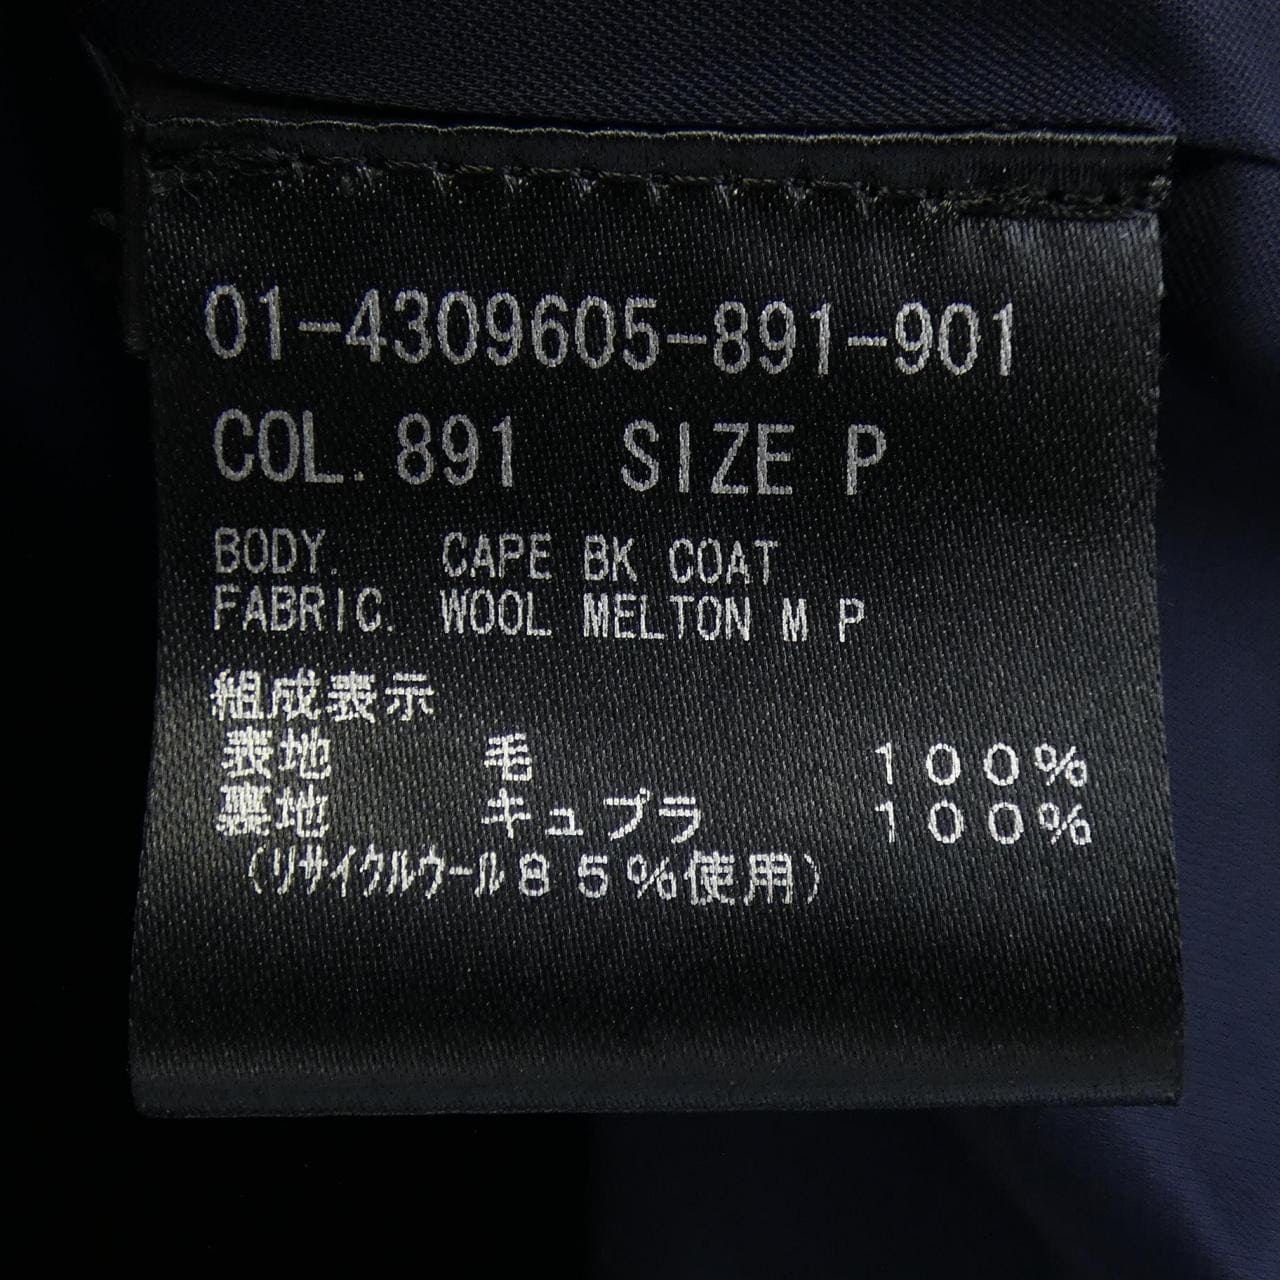 01-4309605-891-901
COL. 891 SIZE P
BODY. CAPE BK COAT
FABRIC. WOOL MELTON M P
組成表示
表地 毛 100%
裏地 キュプラ 100%
(リサイクルウール85%使用)